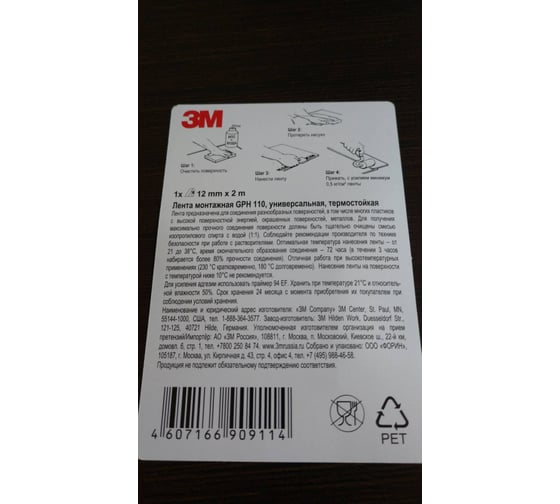 3M
Шаг 2:
Протереть насухо
Шаг 1:
Очистить поверхность
Шаг 3:
Нанести ленту
Шаг 4:
Прижать, с усилием минимум
0,5 кг/см² ленты
1x 12 mm x 2 m
Лента монтажная GPH 110, универсальная, термостойкая
Лента предназначена для соединения разнообразных поверхностей, в том числе многих пластиков,
с высокой поверхностной энергией, окрашенных поверхностей, металлов. Для получения
максимально прочного соединения поверхности должны быть тщательно очищены смесью
изопропилового спирта с водой (1:1). Соблюдайте рекомендации производителя по технике
безопасности при работе с растворителями. Оптимальная температура нанесения ленты – от
21 до 38°С, время окончательного образования соединения – 72 часа (в течение 3 часов
набирается более 80% прочности соединения). Отличная работа при высокотемпературных
применениях (230 °С кратковременно, 180 °С долговременно). Нанесение ленты на поверхности
с температурой ниже 10°С не рекомендуется.
Для усиления адгезии использовать праймер 94 EF. Хранить при температуре 21°С и относитель-
ной влажности 50%. Срок хранения 24 месяца с момента приобретения их покупателем при
соблюдении условий хранения.
Наименование и юридический адрес изготовителя: «3M Company» 3M Center, St. Paul, MN,
55144-1000, США, тел. 1-888-364-3577. Завод-изготовитель: 3M Hilden Work, Duesseldorf Str.,
121-125, 40721 Hilde, Германия. Уполномоченная изготовителем организация на прием
претензий/Импортёр: АО «3М РОССИЯ», 108811, г. Москва, п. Московский, Киевское ш., 22-й км,
домовл. 6, стр. 1, тел. +7800 250 84 74. www.3mrussia.ru Собрано и упаковано: ООО «ФОРИН»,
105187, г. Москва, ул. Кирпичная д. 43, стр. 4, офис 4, тел. +7 (495) 988-46-58.
Продукция не подлежит обязательному подтверждению соответствия.
4 607166 909114
PET